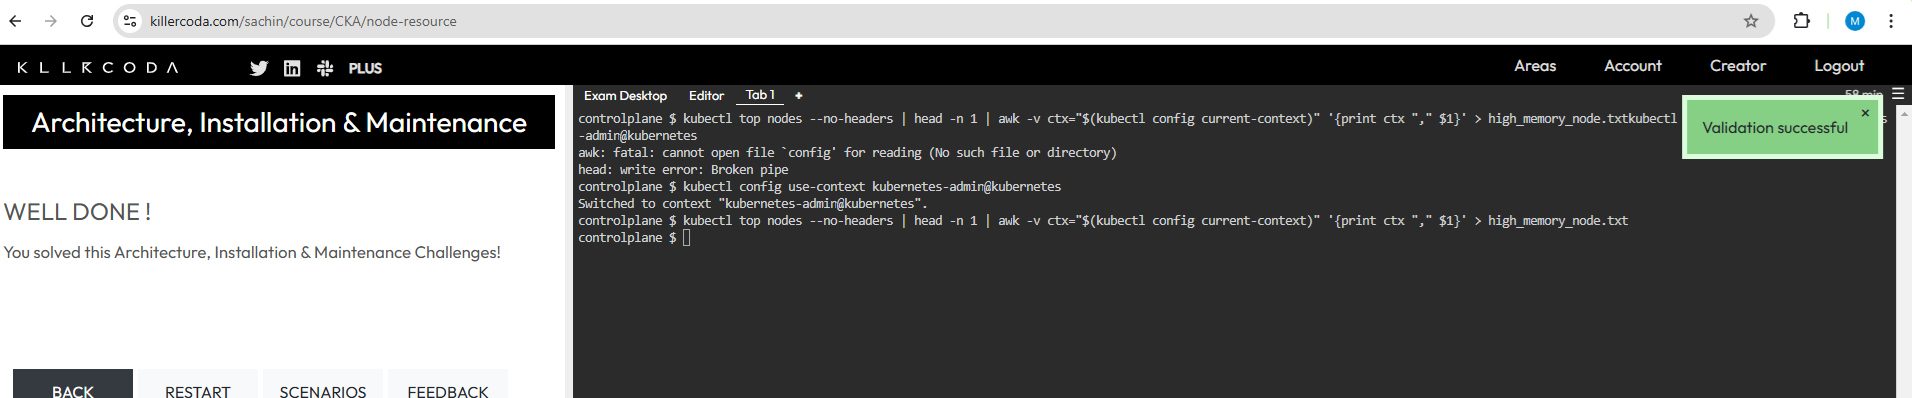 killercoda.com/sachin/course/CKA/node-resource
M
KILLERCODA
PLUS
Areas
Account
Creator
Logout
Architecture, Installation & Maintenance
WELL DONE !
You solved this Architecture, Installation & Maintenance Challenges!
BACK
RESTART
SCENARIOS
FEEDBACK
Exam Desktop
Editor
Tab 1
+
58 min
controlplane $ kubectl top nodes --no-headers | head -n 1 | awk -v ctx="$(kubectl config current-context)" '{print ctx "," $1}' > high_memory_node.txtkubectl
s
-admin@kubernetes
awk: fatal: cannot open file `config' for reading (No such file or directory)
head: write error: Broken pipe
controlplane $ kubectl config use-context kubernetes-admin@kubernetes
Switched to context "kubernetes-admin@kubernetes".
controlplane $ kubectl top nodes --no-headers | head -n 1 | awk -v ctx="$(kubectl config current-context)" '{print ctx "," $1}' > high_memory_node.txt
controlplane $
Validation successful
×